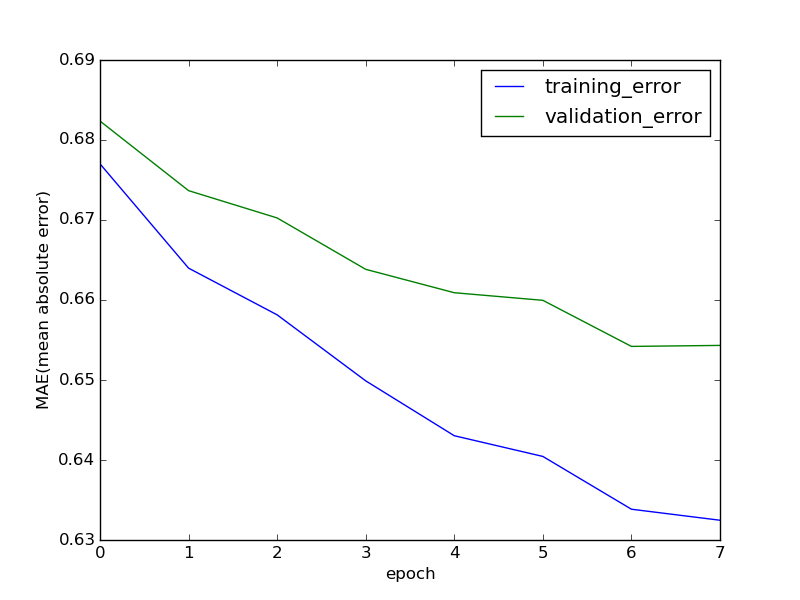 0.69
0.68
0.67
0.66
0.65
0.64
0.63
MAE(mean absolute error)
training_error
validation_error
0 1 2 3 4 5 6 7
epoch